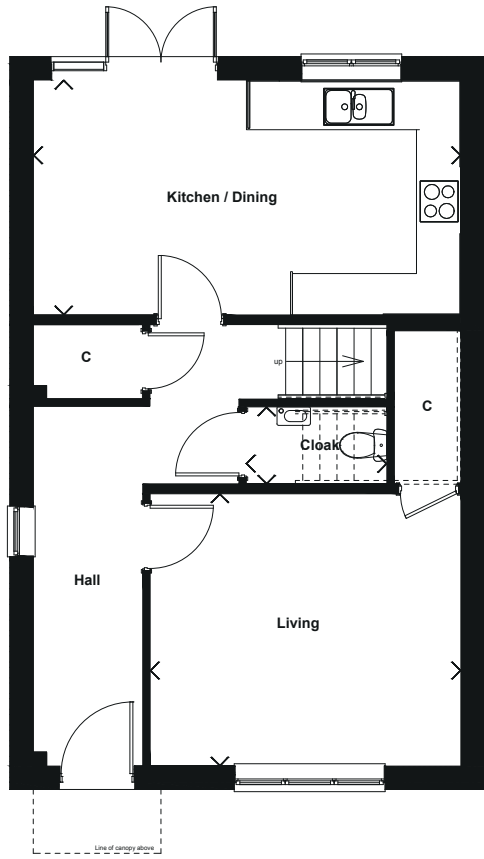 Kitchen / Dining
C
up
C
Cloak
Hall
Living
Line of canopy above